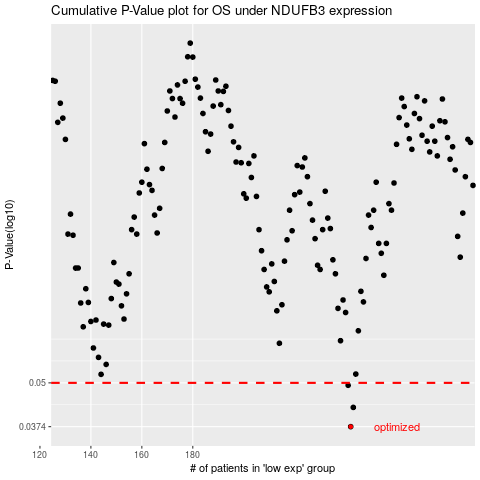 Cumulative P-Value plot for OS under NDUFB3 expression
P-Value(log10)
0.05
0.0374
optimized
120 140 160 180
# of patients in 'low exp' group